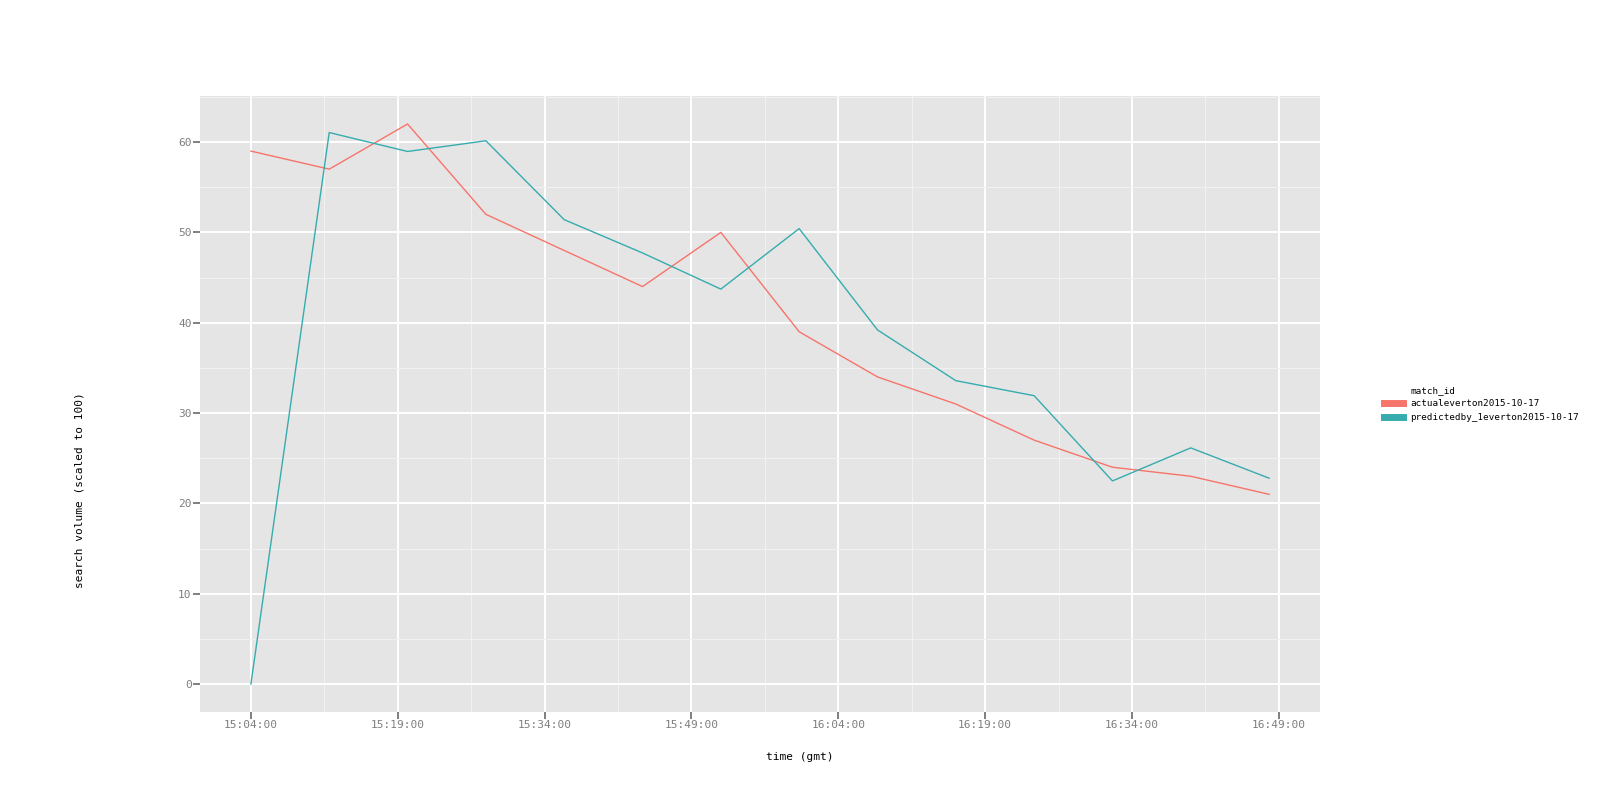 60
50
40
30
20
10
0
search volume (scaled to 100)
15:04:00 15:19:00 15:34:00 15:49:00 16:04:00 16:19:00 16:34:00 16:49:00
time (gmt)
match_id
actualeverton2015-10-17
predictedby_1everton2015-10-17